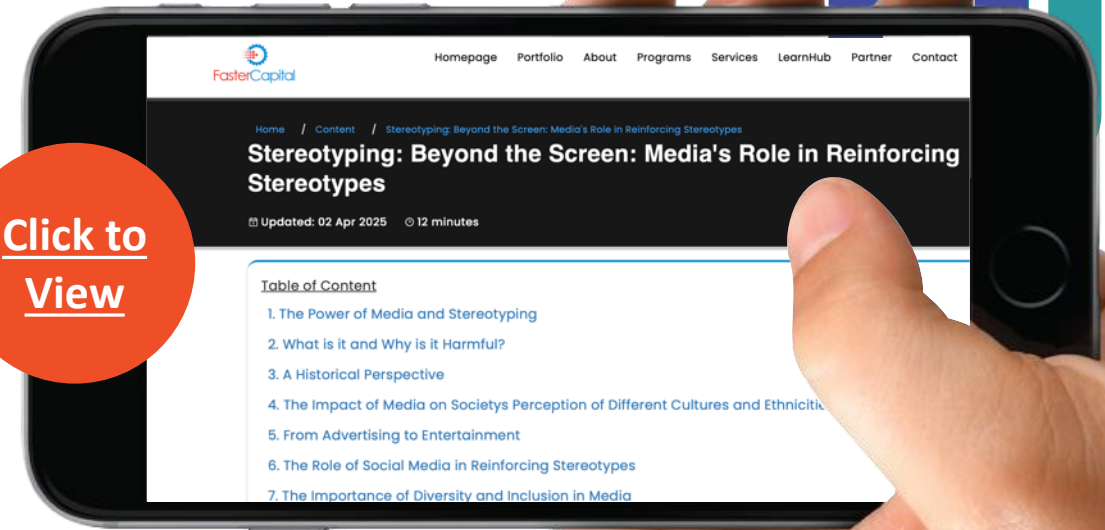 FasterCapital
Homepage Portfolio About Programs Services LearnHub Partner Contact
Home / Content / Stereotyping: Beyond the Screen: Media's Role in Reinforcing Stereotypes
Stereotyping: Beyond the Screen: Media's Role in Reinforcing
Stereotypes
Updated: 02 Apr 2025 12 minutes
Click to
View
Table of Content
1. The Power of Media and Stereotyping
2. What is it and Why is it Harmful?
3. A Historical Perspective
4. The Impact of Media on Societys Perception of Different Cultures and
5. From Advertising to Entertainment
6. The Role of Social Media in Reinforcing Stereotypes
7. The Importance of Diversity and Inclusion in Media